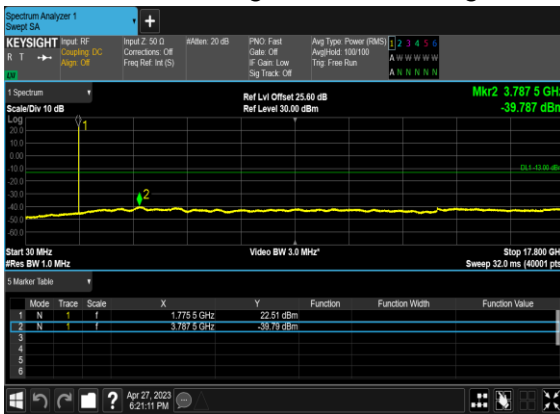 Spectrum Analyzer 1
Swept SA
KEYSIGHT Input: RF Input Z: 50 Ω #Atten: 20 dB PNO: Fast Avg Type: Power (RMS) 1 2 3 4 5 6
R T Coupling: DC Corrections: Off Gate: Off Avg|Hold: 100/100 A W W W W W
Align: Off Freq Ref: Int (S) IF Gain: Low Trig: Free Run
LV Sig Track: Off A N N N N N
1 Spectrum Ref Lvl Offset 25.60 dB Mkr2 3.787 5 GHz
Scale/Div 10 dB Ref Level 30.00 dBm -39.787 dBm
Log
20.0
10.0
0.00
-10.0
DL1 -13.00 dBm
-20.0
-30.0
-40.0
-50.0
-60.0
1
2
Start 30 MHz Video BW 3.0 MHz* Stop 17.800 GHz
#Res BW 1.0 MHz Sweep 32.0 ms (40001 pts)
5 Marker Table
Mode Trace Scale X Y Function Function Width Function Value
1 N 1 f 1.775 5 GHz 22.51 dBm
2 N 1 f 3.787 5 GHz -39.79 dBm
3
4
5
6
? Apr 27, 2023
6:21:11 PM